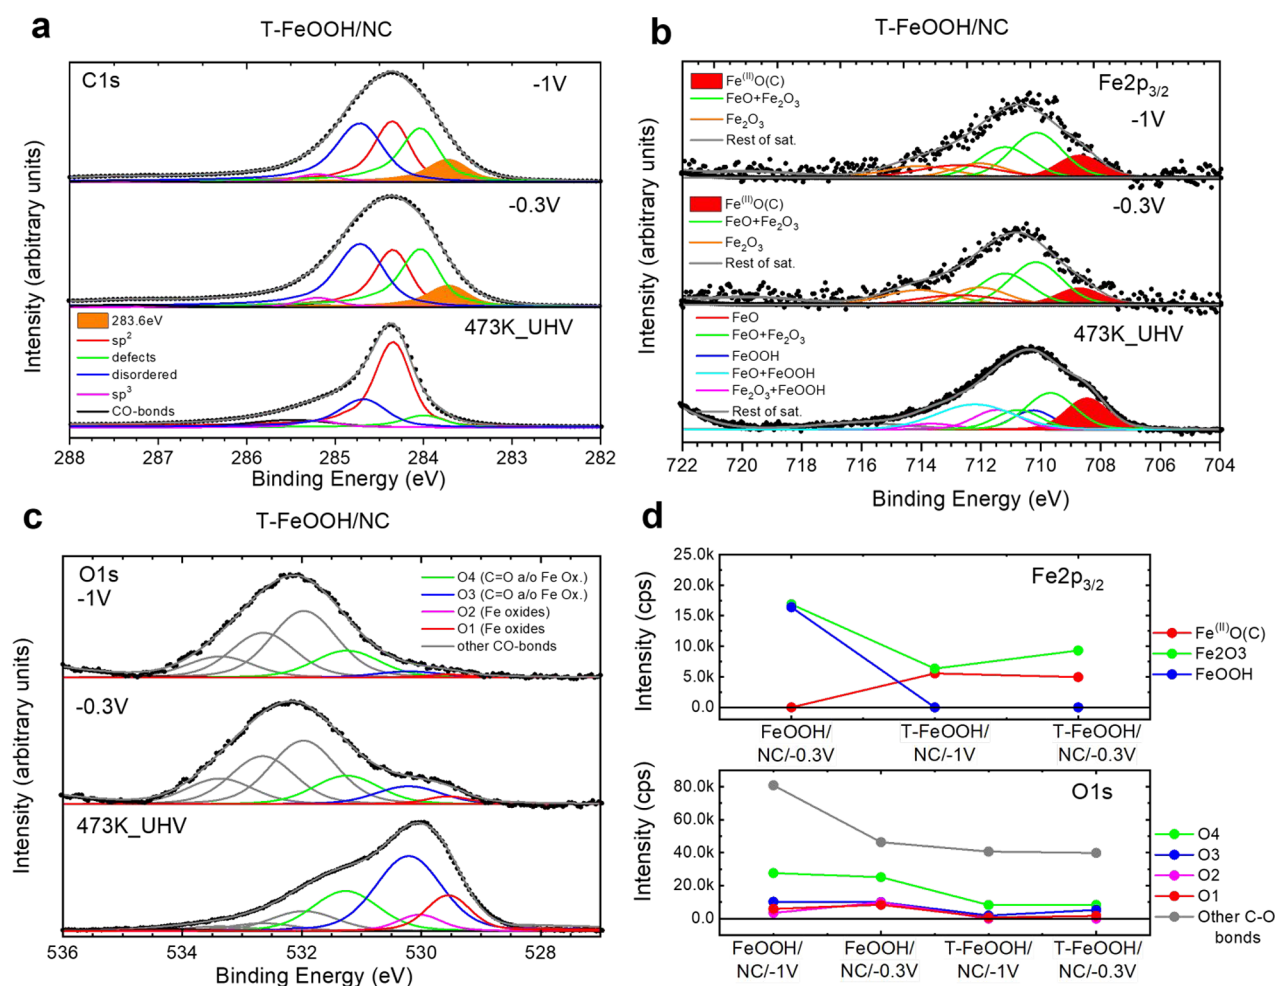 a
T-FeOOH/NC
C1s
-1V
-0.3V
473K_UHV
283.6eV
sp2
defects
disordered
sp3
CO-bonds
Intensity (arbitrary units)
288 287 286 285 284 283 282
Binding Energy (eV)
b
T-FeOOH/NC
Fe2p3/2
-1V
Fe(II)O(C)
FeO+Fe2O3
Fe2O3
Rest of sat.
-0.3V
Fe(II)O(C)
FeO+Fe2O3
Fe2O3
Rest of sat.
473K_UHV
FeO
FeO+Fe2O3
FeOOH
FeO+FeOOH
Fe2O3+FeOOH
Rest of sat.
Intensity (arbitrary units)
722 720 718 716 714 712 710 708 706 704
Binding Energy (eV)
c
T-FeOOH/NC
O1s
-1V
O4 (C=O a/o Fe Ox.)
O3 (C=O a/o Fe Ox.)
O2 (Fe oxides)
O1 (Fe oxides
other CO-bonds
-0.3V
473K_UHV
Intensity (arbitrary units)
536 534 532 530 528
Binding Energy (eV)
d
Fe2p3/2
25.0k
20.0k
15.0k
10.0k
5.0k
0.0
Intensity (cps)
Fe(II)O(C)
Fe2O3
FeOOH
FeOOH/ T-FeOOH/ T-FeOOH/
NC/-0.3V NC/-1V NC/-0.3V
O1s
80.0k
60.0k
40.0k
20.0k
0.0
Intensity (cps)
O4
O3
O2
O1
Other C-O
bonds
FeOOH/ FeOOH/ T-FeOOH/ T-FeOOH/
NC/-1V NC/-0.3V NC/-1V NC/-0.3V